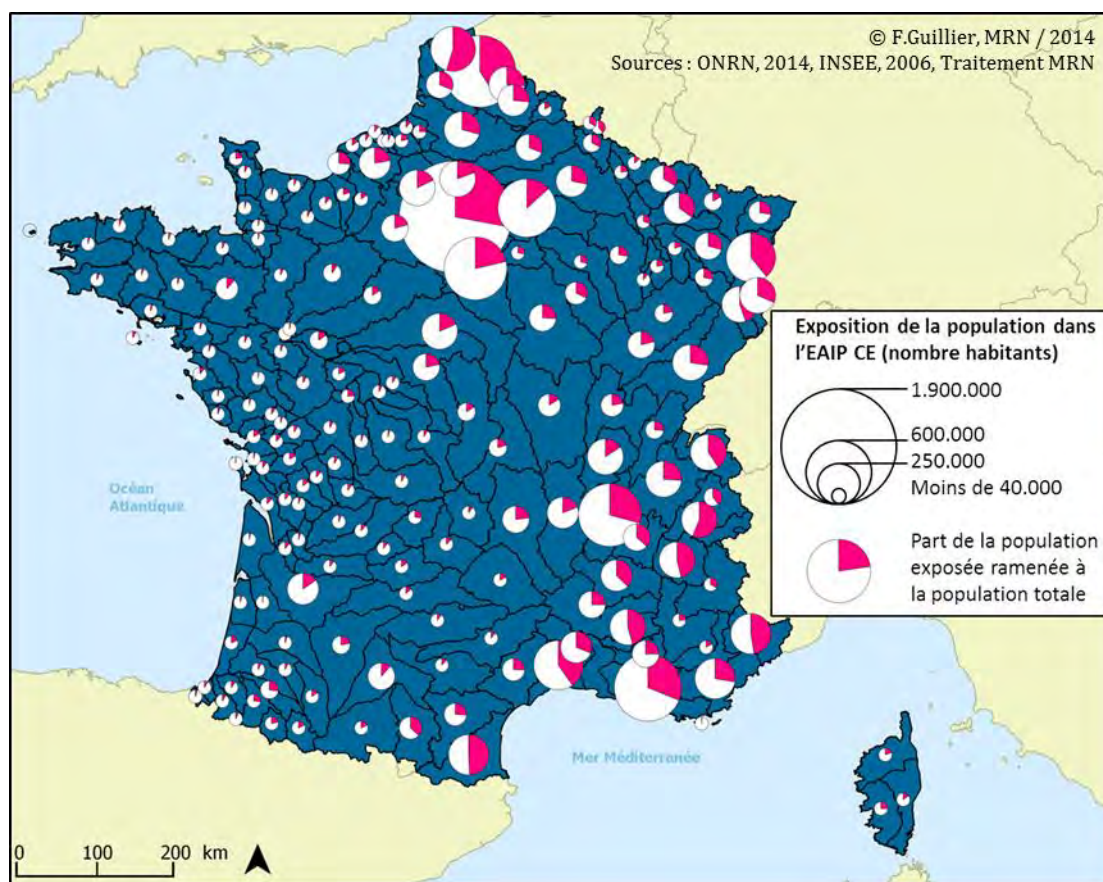 © F.Guillier, MRN / 2014
Sources : ONRN, 2014, INSEE, 2006, Traitement MRN
Exposition de la population dans
l'EAIP CE (nombre habitants)
1.900.000
600.000
250.000
Moins de 40.000
Part de la population
exposée ramenée à
la population totale
Océan
Atlantique
Mer Méditerranée
0 100 200 km